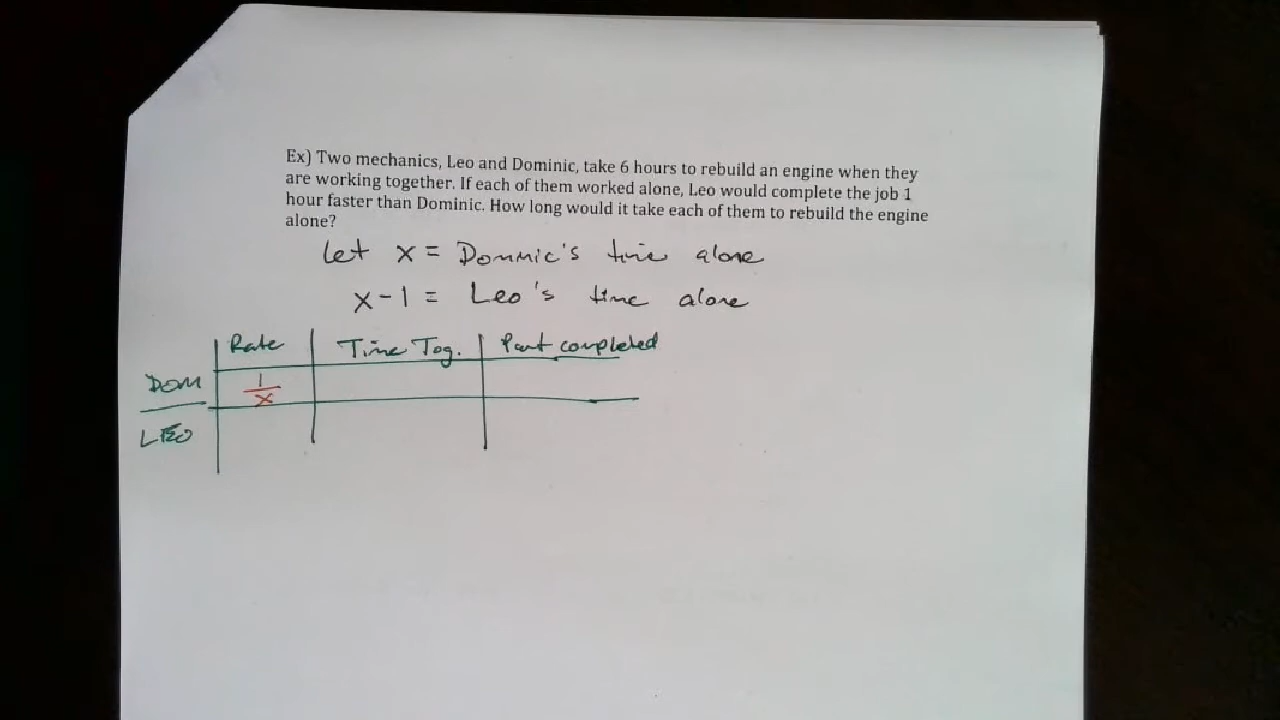 Ex) Two mechanics, Leo and Dominic, take 6 hours to rebuild an engine when they
are working together. If each of them worked alone, Leo would complete the job 1
hour faster than Dominic. How long would it take each of them to rebuild the engine
alone?
Let x = Dommic's time alone
x-1 = Leo's time alone
Rate Time Tog. Part completed
DOM 1/x
LEO